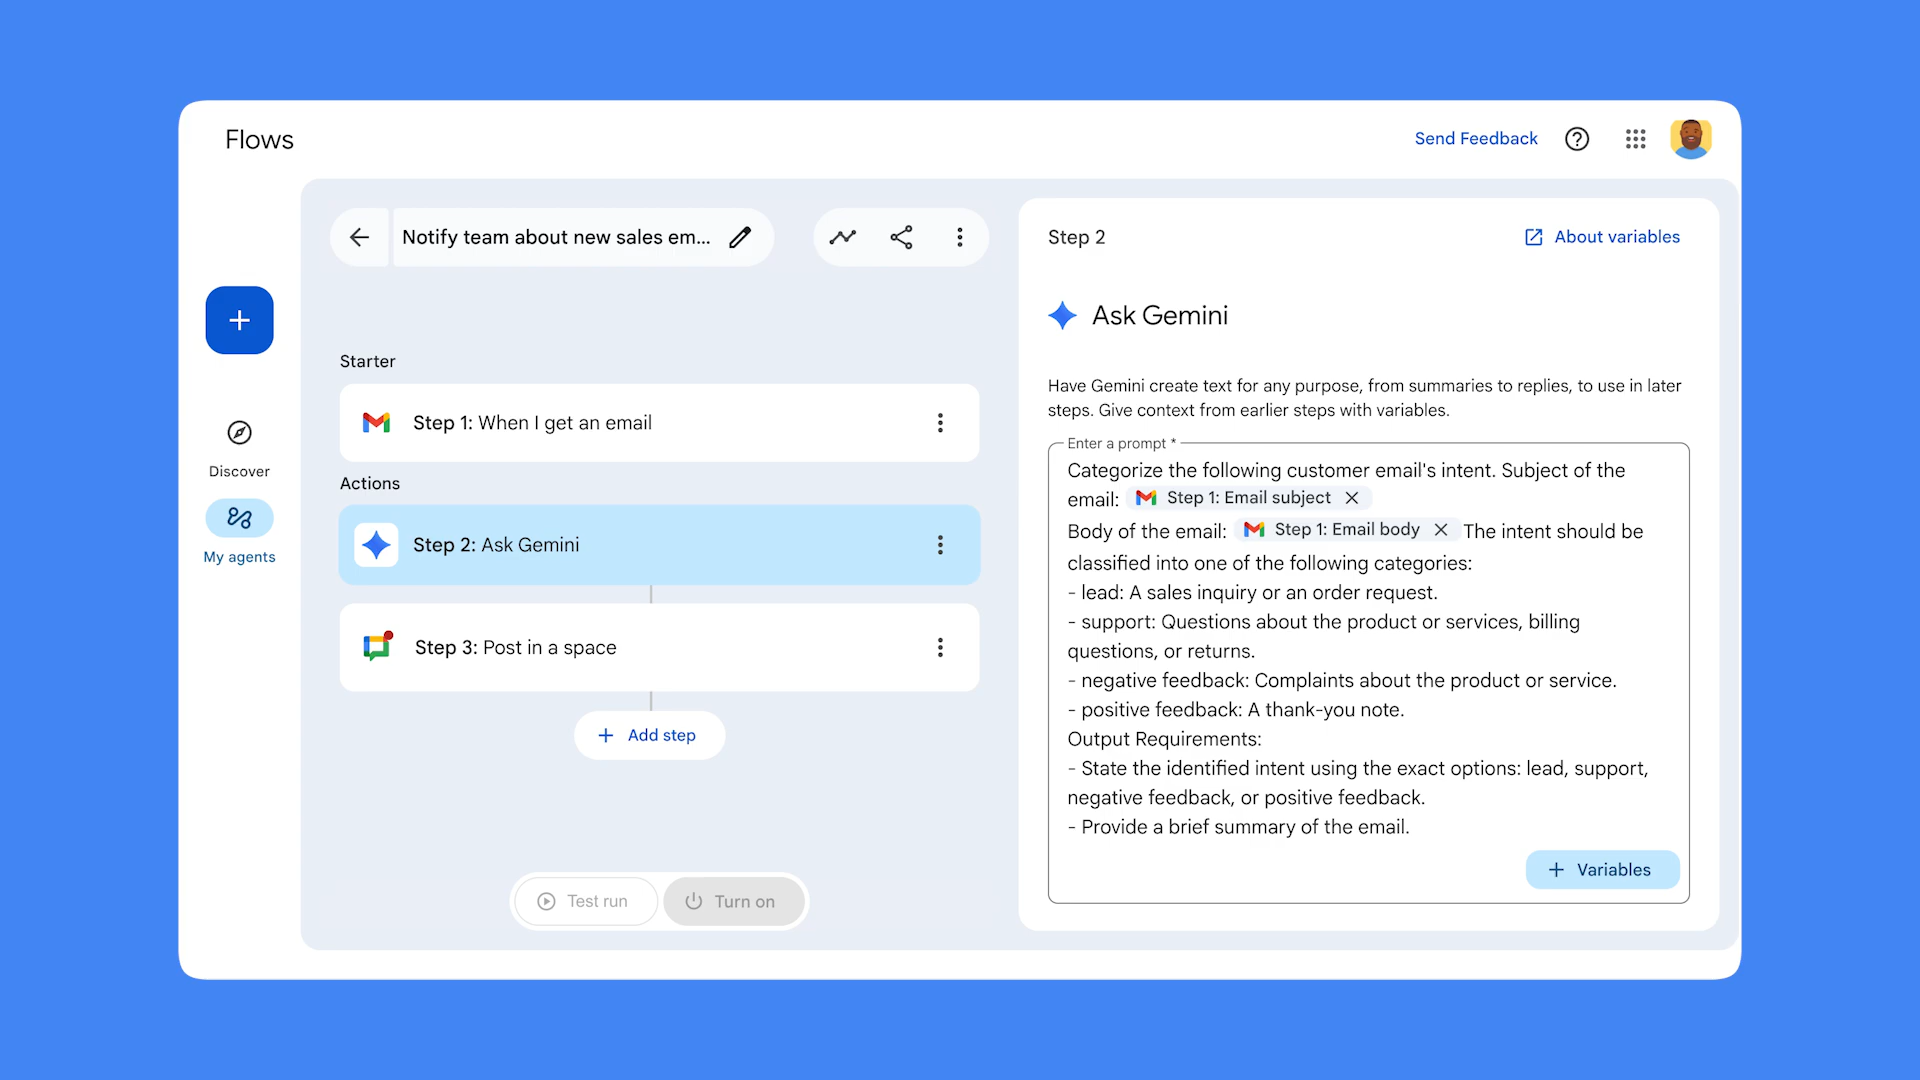 Flows
Send Feedback
Notify team about new sales em...
Discover
My agents
Starter
Step 1: When I get an email
Actions
Step 2: Ask Gemini
Step 3: Post in a space
Add step
Test run
Turn on
Step 2
About variables
Ask Gemini
Have Gemini create text for any purpose, from summaries to replies, to use in later
steps. Give context from earlier steps with variables.
Enter a prompt *
Categorize the following customer email's intent. Subject of the
email: Step 1: Email subject
Body of the email: Step 1: Email body The intent should be
classified into one of the following categories:
- lead: A sales inquiry or an order request.
- support: Questions about the product or services, billing
questions, or returns.
- negative feedback: Complaints about the product or service.
- positive feedback: A thank-you note.
Output Requirements:
- State the identified intent using the exact options: lead, support,
negative feedback, or positive feedback.
- Provide a brief summary of the email.
Variables